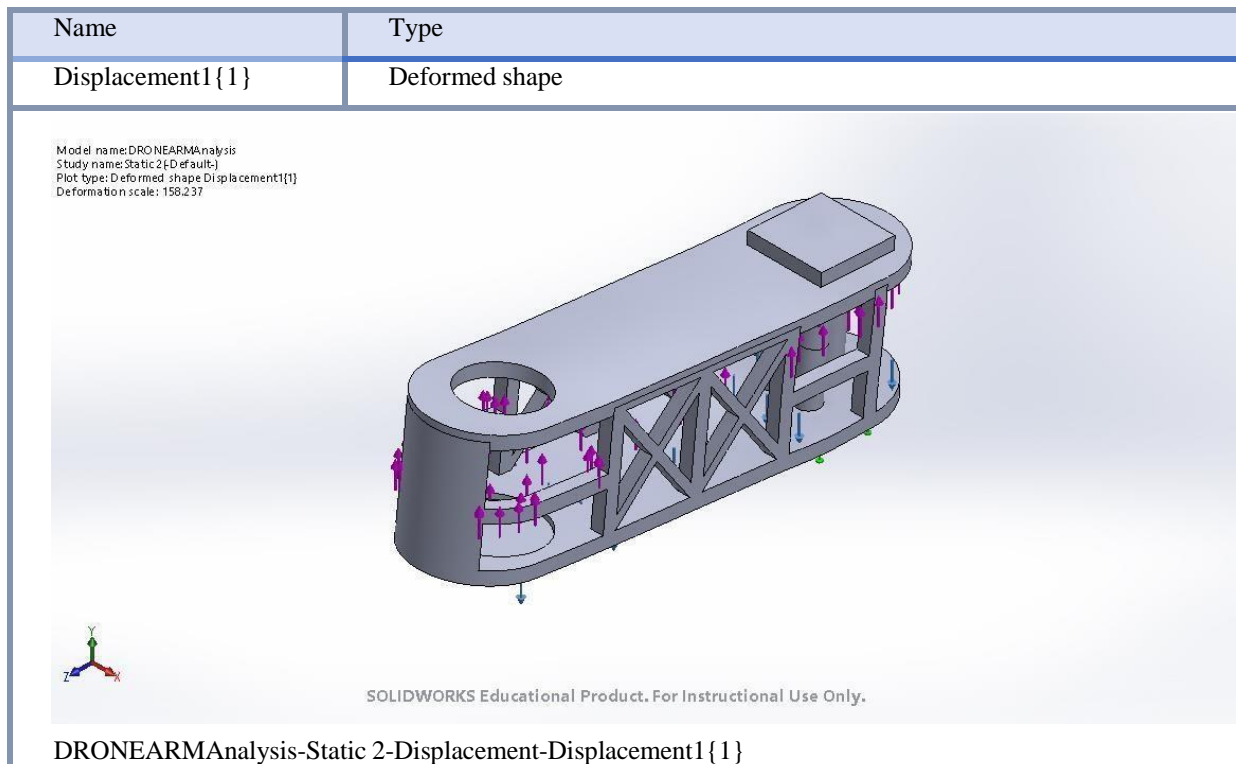 Name Type
Displacement1{1} Deformed shape
Model name:DRONEARMAnalysis
Study name:Static 2(-Default-)
Plot type: Deformed shape Displacement1{1}
Deformation scale: 158.237
Y
Z X
SOLIDWORKS Educational Product. For Instructional Use Only.
DRONEARMAnalysis-Static 2-Displacement-Displacement1{1}